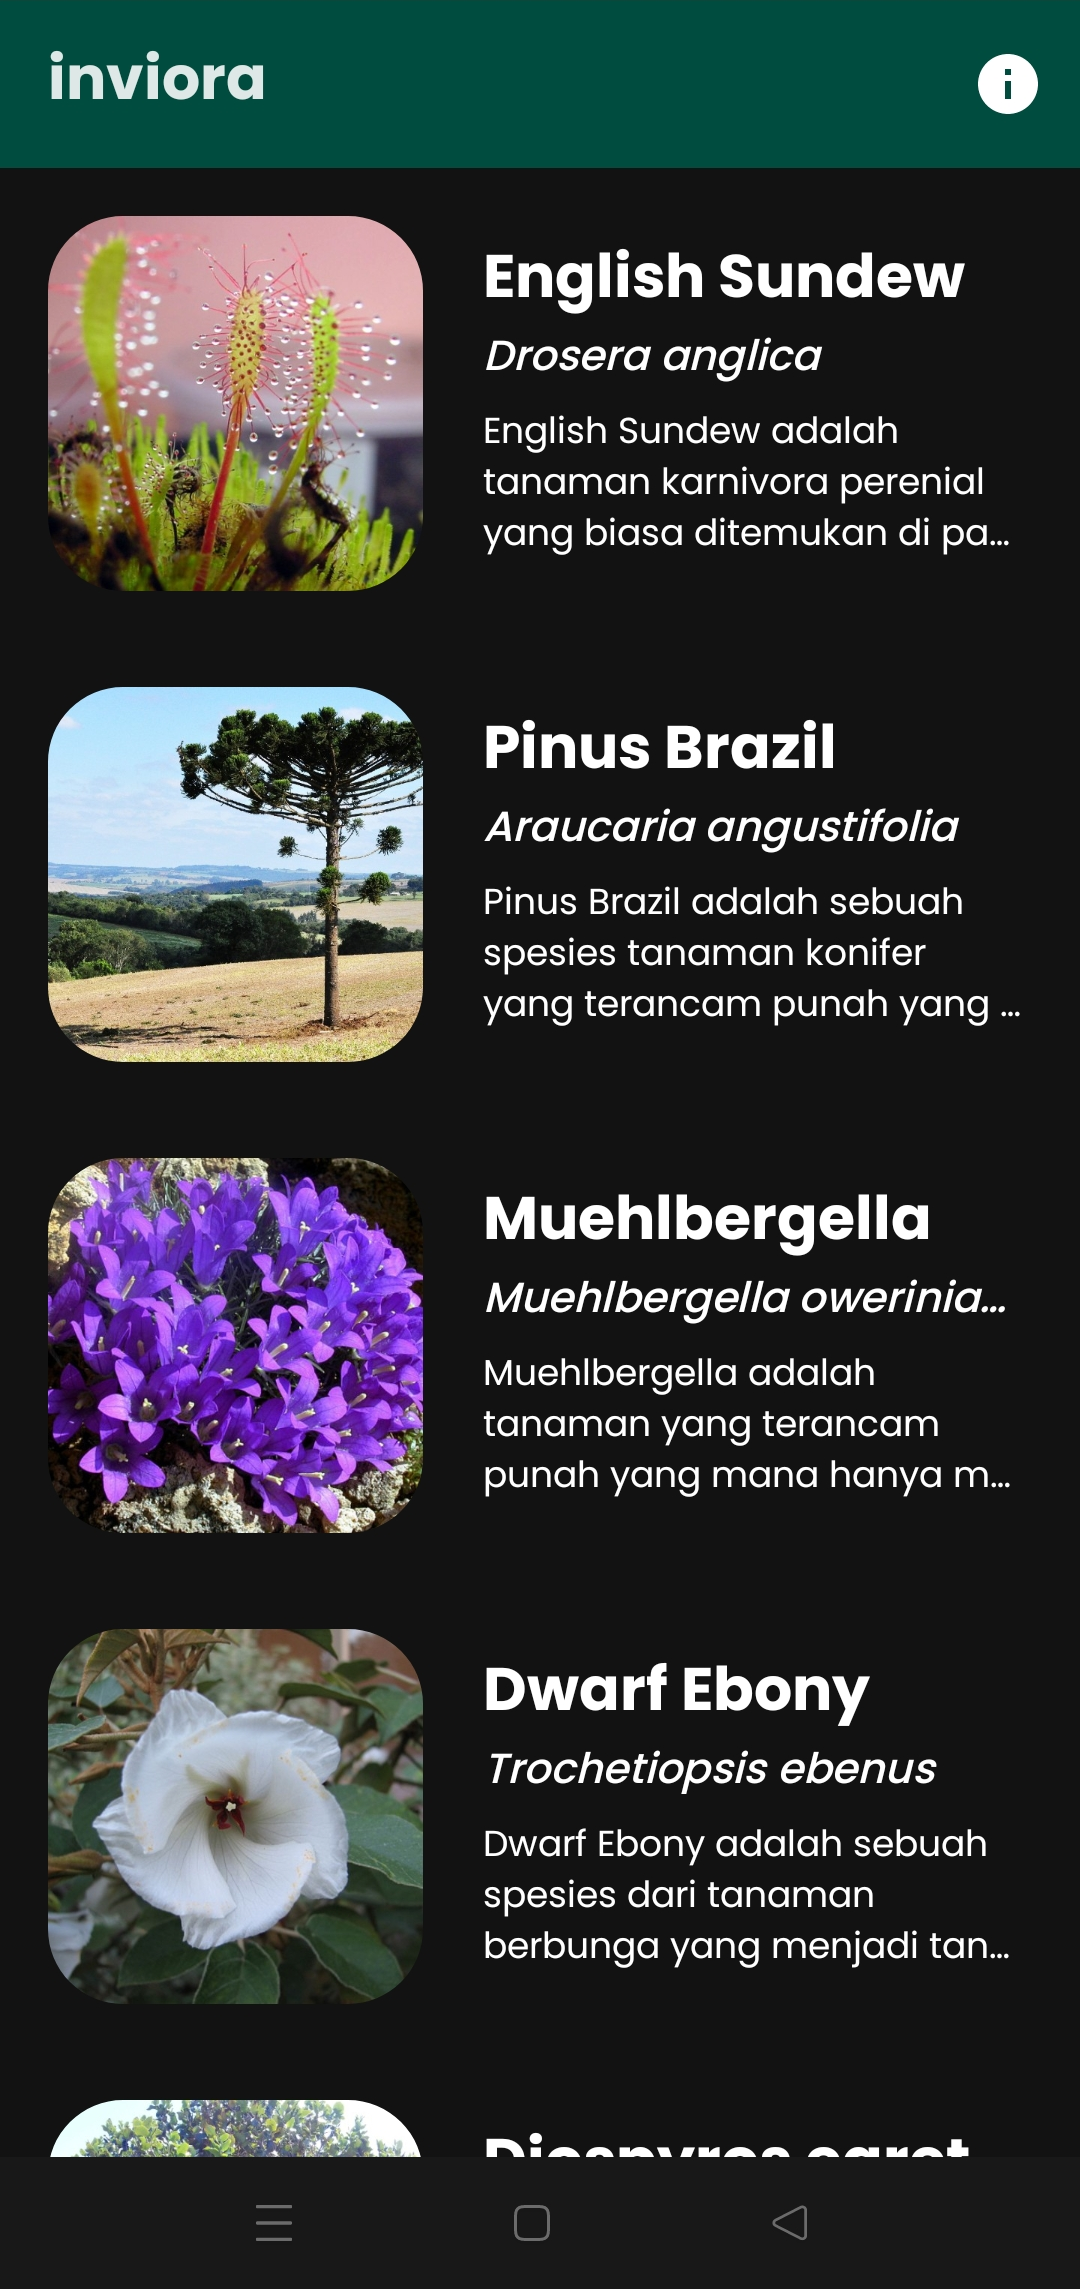 inviora
English Sundew
Drosera anglica
English Sundew adalah
tanaman karnivora perenial
yang biasa ditemukan di pa...
Pinus Brazil
Araucaria angustifolia
Pinus Brazil adalah sebuah
spesies tanaman konifer
yang terancam punah yang ...
Muehlbergella
Muehlbergella owerinia...
Muehlbergella adalah
tanaman yang terancam
punah yang mana hanya m...
Dwarf Ebony
Trochetiopsis ebenus
Dwarf Ebony adalah sebuah
spesies dari tanaman
berbunga yang menjadi tan...
Diospyros egret